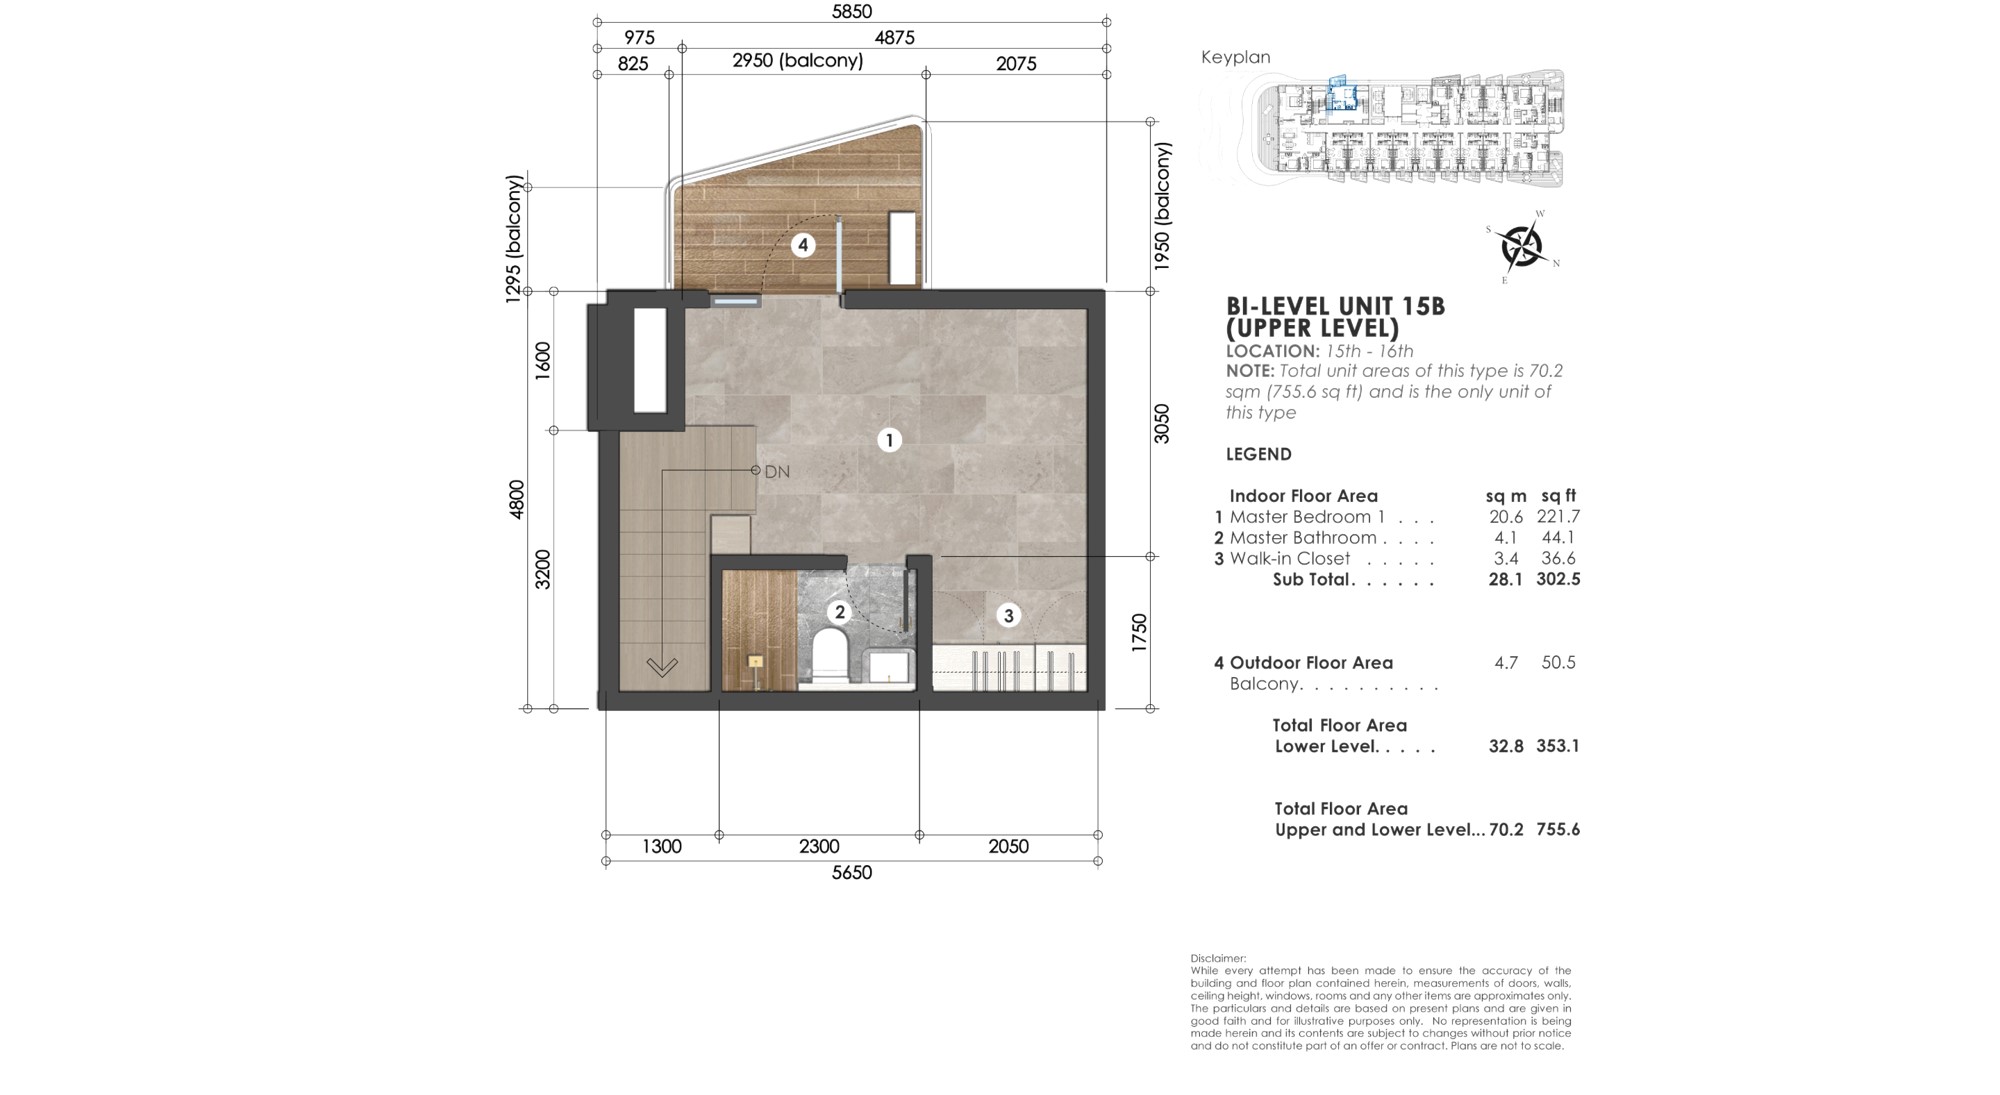 5850
975 4875
825 2950 (balcony) 2075
1295 (balcony)
1950 (balcony)
4
1600
4800
3200
3050
1750
1
DN
2
3
1300 2300 2050
5650
Keyplan
W
S
N
E
BI-LEVEL UNIT 15B
(UPPER LEVEL)
LOCATION: 15th - 16th
NOTE: Total unit areas of this type is 70.2
sqm (755.6 sq ft) and is the only unit of
this type
LEGEND
Indoor Floor Area sq m sq ft
1 Master Bedroom 1 . . . 20.6 221.7
2 Master Bathroom . . . . 4.1 44.1
3 Walk-in Closet . . . . . 3.4 36.6
Sub Total. . . . . . 28.1 302.5
4 Outdoor Floor Area 4.7 50.5
Balcony. . . . . . . . . .
Total Floor Area
Lower Level. . . . . 32.8 353.1
Total Floor Area
Upper and Lower Level... 70.2 755.6
Disclaimer:
While every attempt has been made to ensure the accuracy of the
building and floor plan contained herein, measurements of doors, walls,
ceiling height, windows, rooms and any other items are approximates only.
The particulars and details are based on present plans and are given in
good faith and for illustrative purposes only. No representation is being
made herein and its contents are subject to changes without prior notice
and do not constitute part of an offer or contract. Plans are not to scale.